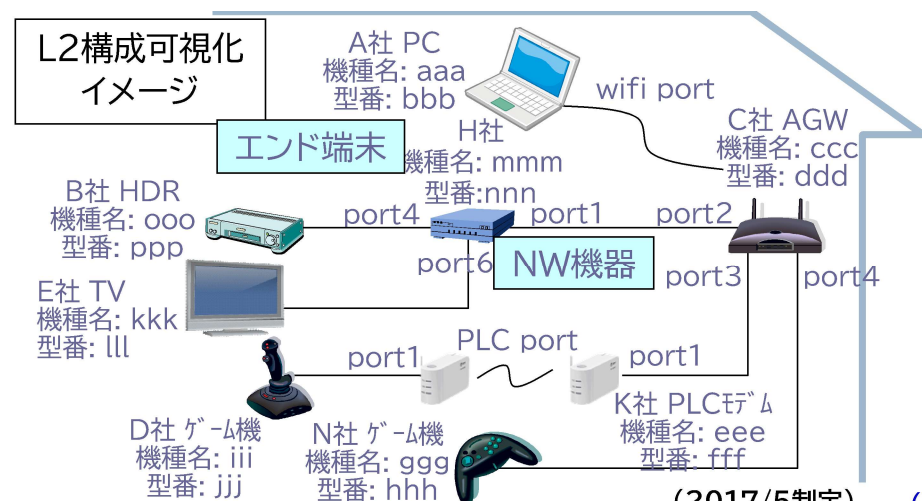 L2構成可視化
イメージ
A社 PC
機種名: aaa
型番: bbb
wifi port
エンド端末
H社
機種名: mmm
型番:nnn
C社 AGW
機種名: ccc
型番: ddd
B社 HDR
機種名: ooo
型番: ppp
port4
port1
port2
port6
NW機器
port3
port4
E社 TV
機種名: kkk
型番: lll
port1
PLC port
port1
D社 ｹﾞｰﾑ機
機種名: iii
型番: jjj
N社 ｹﾞｰﾑ機
機種名: ggg
型番: hhh
K社 PLCﾓﾃﾞﾑ
機種名: eee
型番: fff
(2017/5制定)